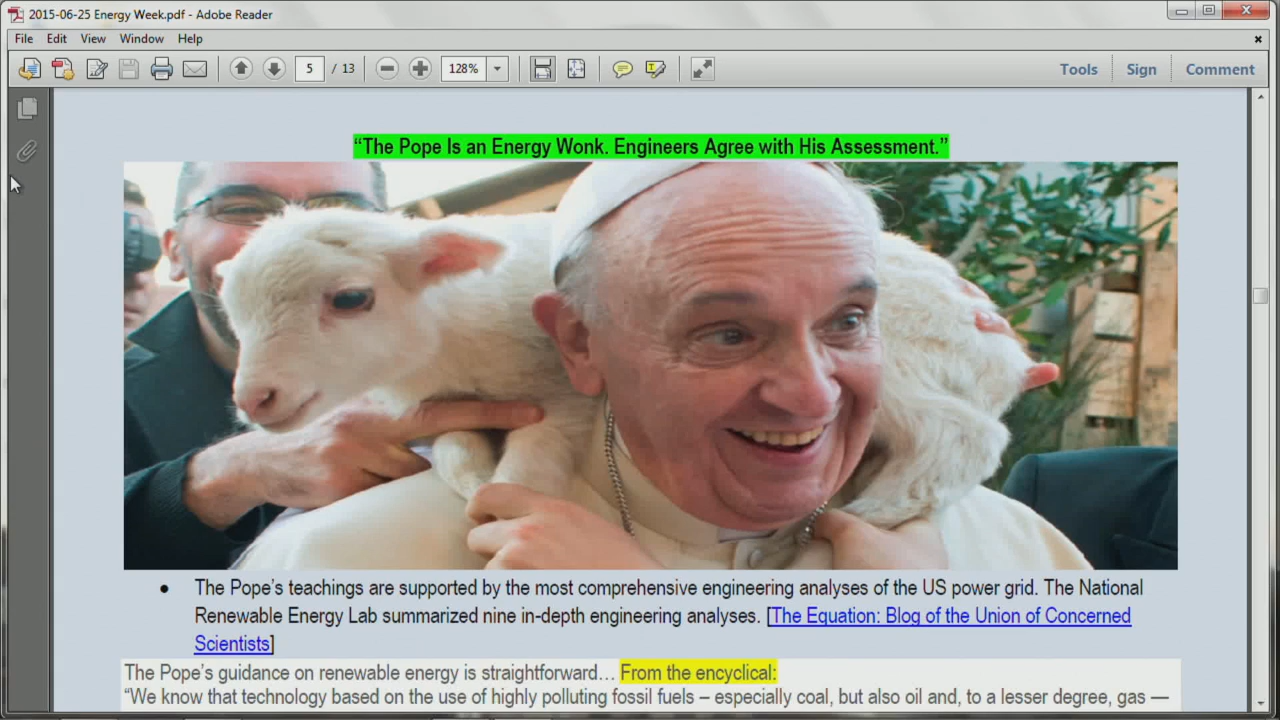 2015-06-25 Energy Week.pdf - Adobe Reader
File Edit View Window Help
5 / 13 128% Tools Sign Comment
“The Pope Is an Energy Wonk. Engineers Agree with His Assessment.”
• The Pope’s teachings are supported by the most comprehensive engineering analyses of the US power grid. The National
Renewable Energy Lab summarized nine in-depth engineering analyses. [The Equation: Blog of the Union of Concerned
Scientists]
The Pope’s guidance on renewable energy is straightforward… From the encyclical:
“We know that technology based on the use of highly polluting fossil fuels – especially coal, but also oil and, to a lesser degree, gas —